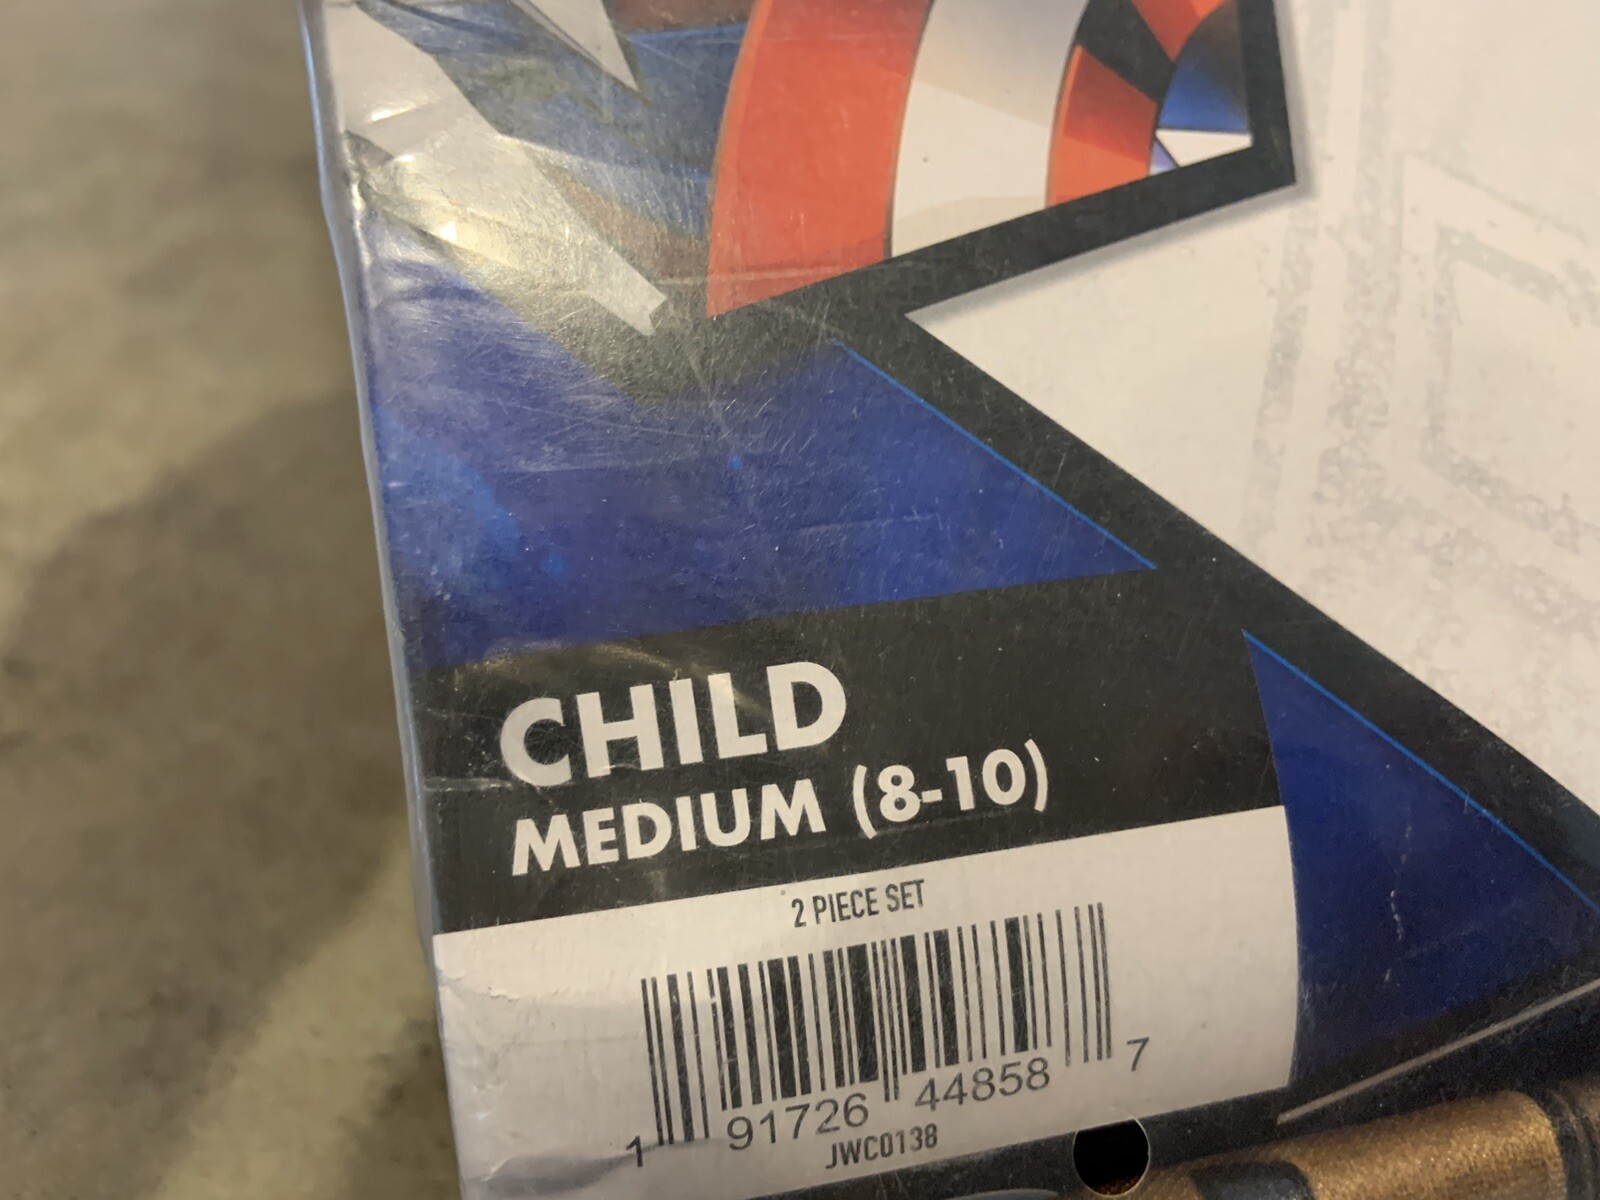 CHILD
MEDIUM (8-10)
2 PIECE SET
1 91726 44858 7
JWC0138